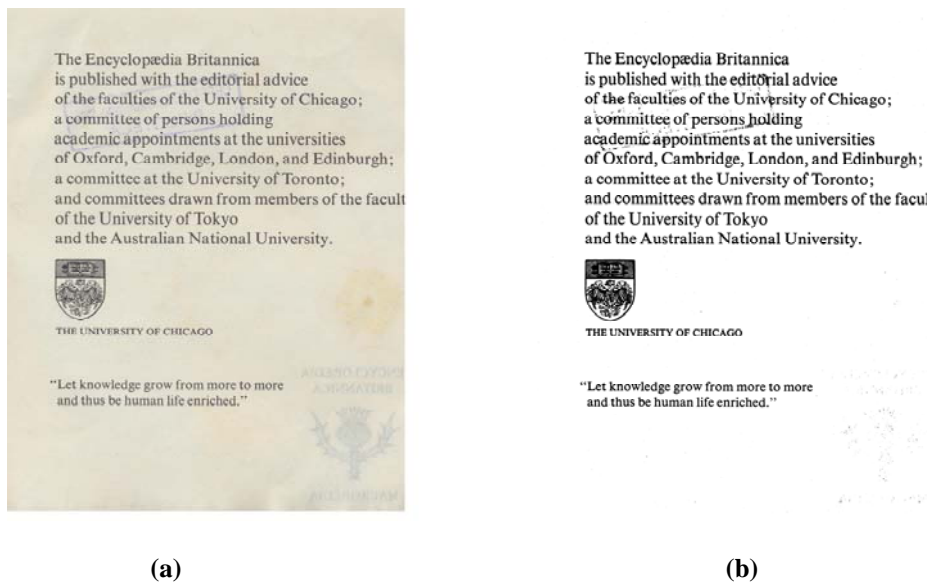 The Encyclopædia Britannica
is published with the editorial advice
of the faculties of the University of Chicago;
a committee of persons holding
academic appointments at the universities
of Oxford, Cambridge, London, and Edinburgh;
a committee at the University of Toronto;
and committees drawn from members of the facult
of the University of Tokyo
and the Australian National University.
THE UNIVERSITY OF CHICAGO
"Let knowledge grow from more to more
and thus be human life enriched."
ENCYCLOPÆDIA
BRITANNICA
(a)
The Encyclopædia Britannica
is published with the editorial advice
of the faculties of the University of Chicago;
a committee of persons holding
academic appointments at the universities
of Oxford, Cambridge, London, and Edinburgh;
a committee at the University of Toronto;
and committees drawn from members of the facul
of the University of Tokyo
and the Australian National University.
THE UNIVERSITY OF CHICAGO
"Let knowledge grow from more to more
and thus be human life enriched."
(b)